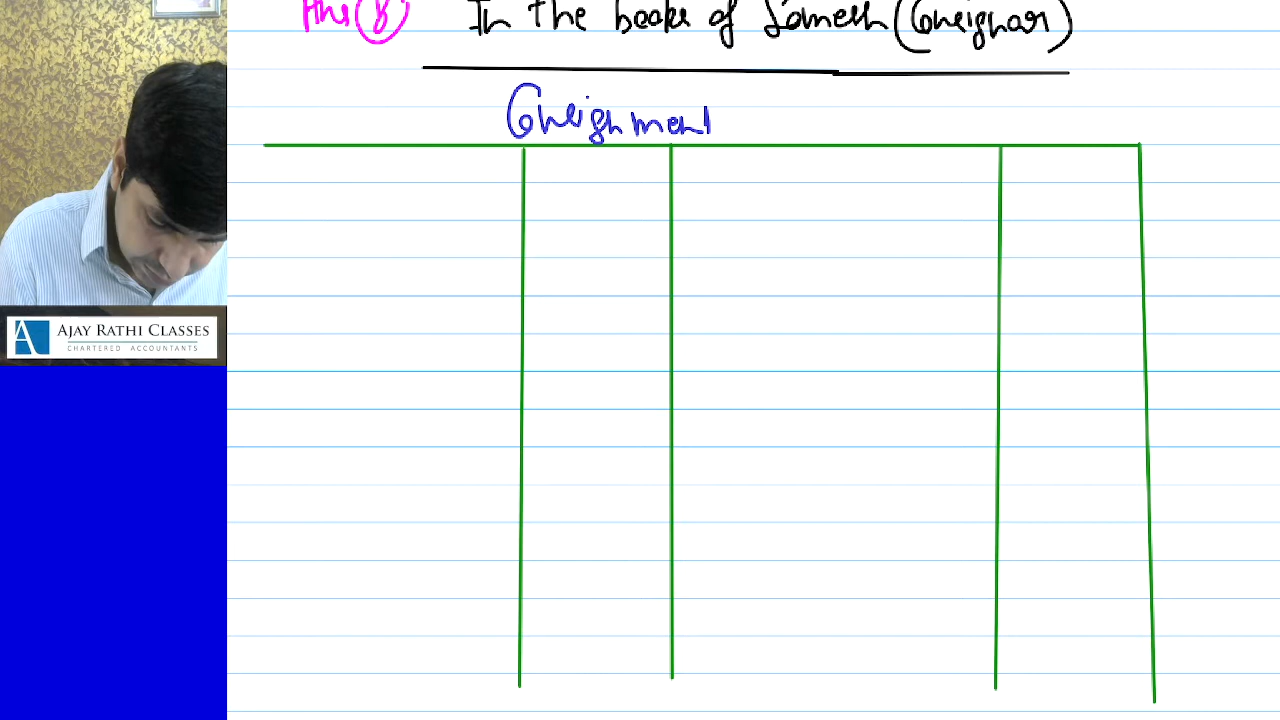 Ans (8) In the books of Somesh (Consignor)
Consignment
AJAY RATHI CLASSES
CHARTERED ACCOUNTANTS